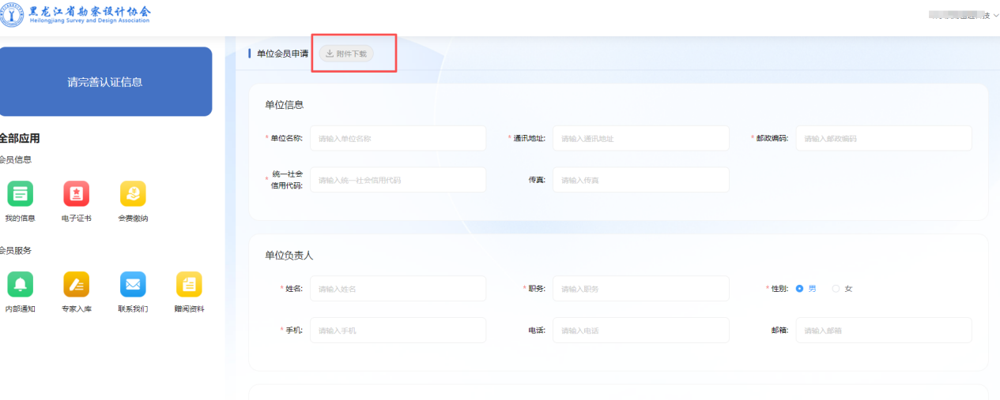 黑龙江省勘察设计协会
Heilongjiang Survey and Design Association
技
请完善认证信息
全部应用
会员信息
我的信息 电子证书 会费缴纳
会员服务
内部通知 专家入库 联系我们 赠阅资料
单位会员申请 附件下载
单位信息
* 单位名称: 请输入单位名称 * 通讯地址: 请输入通讯地址 * 邮政编码: 请输入邮政编码
* 统一社会
信用代码: 请输入统一社会信用代码 传真: 请输入传真
单位负责人
* 姓名: 请输入姓名 * 职务: 请输入职务 * 性别: 男 女
* 手机: 请输入手机 电话: 请输入电话 邮箱: 请输入邮箱